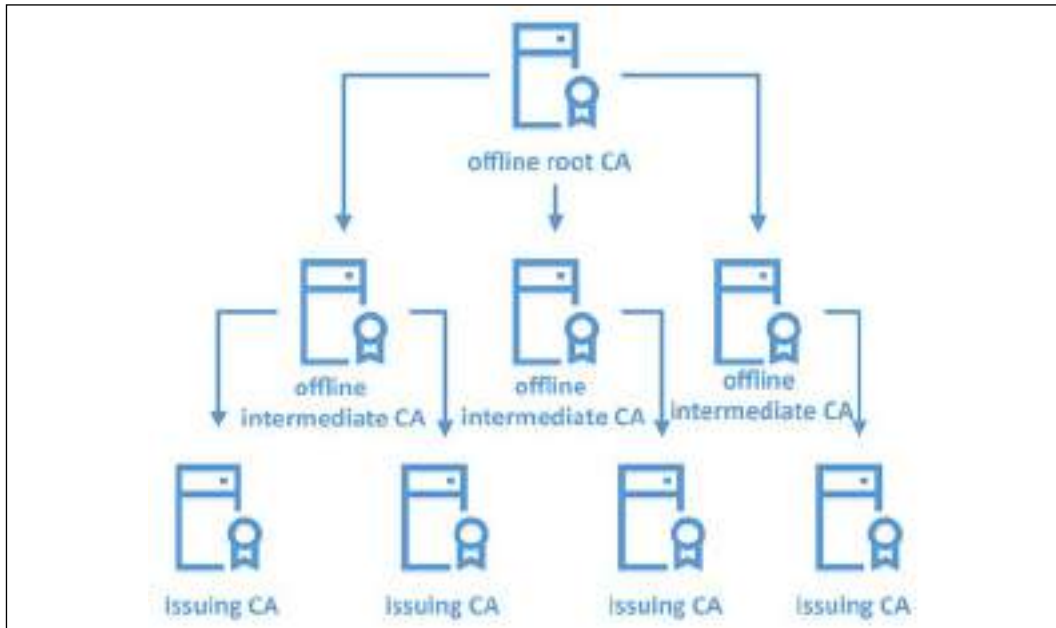 offline root CA
offline
intermediate CA
offline
intermediate CA
offline
intermediate CA
issuing CA
issuing CA
issuing CA
issuing CA